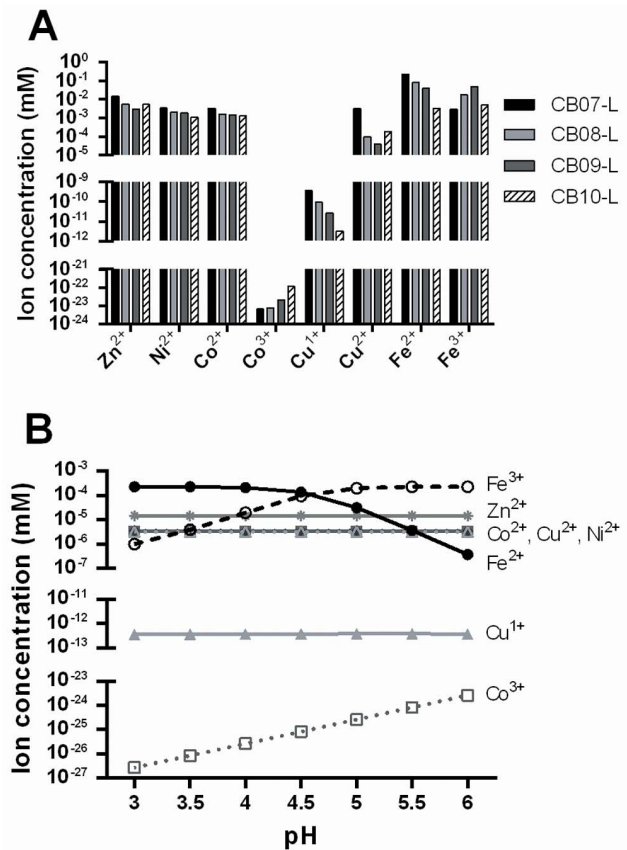 A
Ion concentration (mM)
10⁰
10⁻¹
10⁻²
10⁻³
10⁻⁴
10⁻⁵
10⁻⁹
10⁻¹⁰
10⁻¹¹
10⁻¹²
10⁻²¹
10⁻²²
10⁻²³
10⁻²⁴
Zn²⁺ Ni²⁺ Co²⁺ Co³⁺ Cu¹⁺ Cu²⁺ Fe²⁺ Fe³⁺
CB07-L
CB08-L
CB09-L
CB10-L
B
Ion concentration (mM)
10⁻³
10⁻⁴
10⁻⁵
10⁻⁶
10⁻⁷
10⁻¹¹
10⁻¹²
10⁻¹³
10⁻²³
10⁻²⁴
10⁻²⁵
10⁻²⁶
10⁻²⁷
Fe³⁺
Zn²⁺
Co²⁺, Cu²⁺, Ni²⁺
Fe²⁺
Cu¹⁺
Co³⁺
3 3.5 4 4.5 5 5.5 6
pH